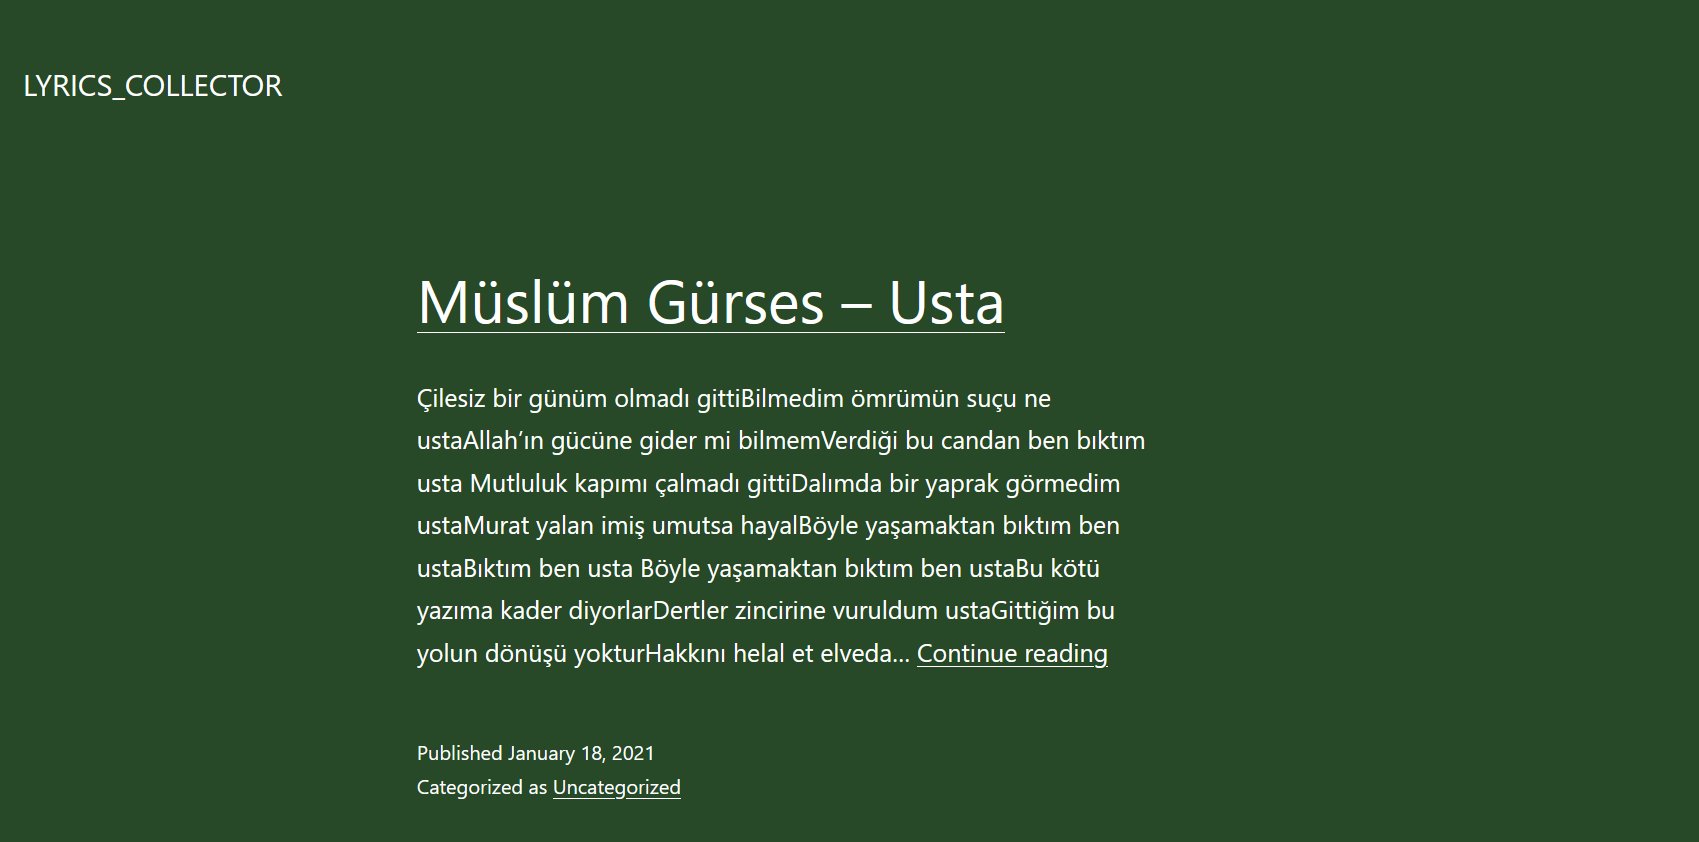 LYRICS_COLLECTOR
Müslüm Gürses – Usta
Çilesiz bir günüm olmadı gittiBilmedim ömrümün suçu ne
ustaAllah’ın gücüne gider mi bilmemVerdiği bu candan ben bıktım
usta Mutluluk kapımı çalmadı gittiDalımda bir yaprak görmedim
ustaMurat yalan imiş umutsa hayalBöyle yaşamaktan bıktım ben
ustaBıktım ben usta Böyle yaşamaktan bıktım ben ustaBu kötü
yazıma kader diyorlarDertler zincirine vuruldum ustaGittiğim bu
yolun dönüşü yokturHakkını helal et elveda… Continue reading
Published January 18, 2021
Categorized as Uncategorized